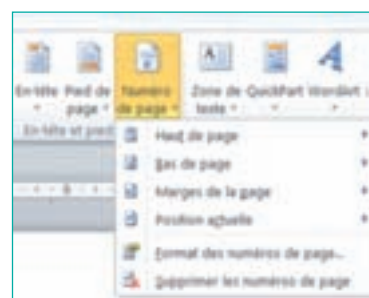 En-tête Pied de page Numéro de page Zone de texte QuickPart WordArt
En-tête et pied
Haut de page
Bas de page
Marges de la page
Position actuelle
Format des numéros de page...
Supprimer les numéros de page